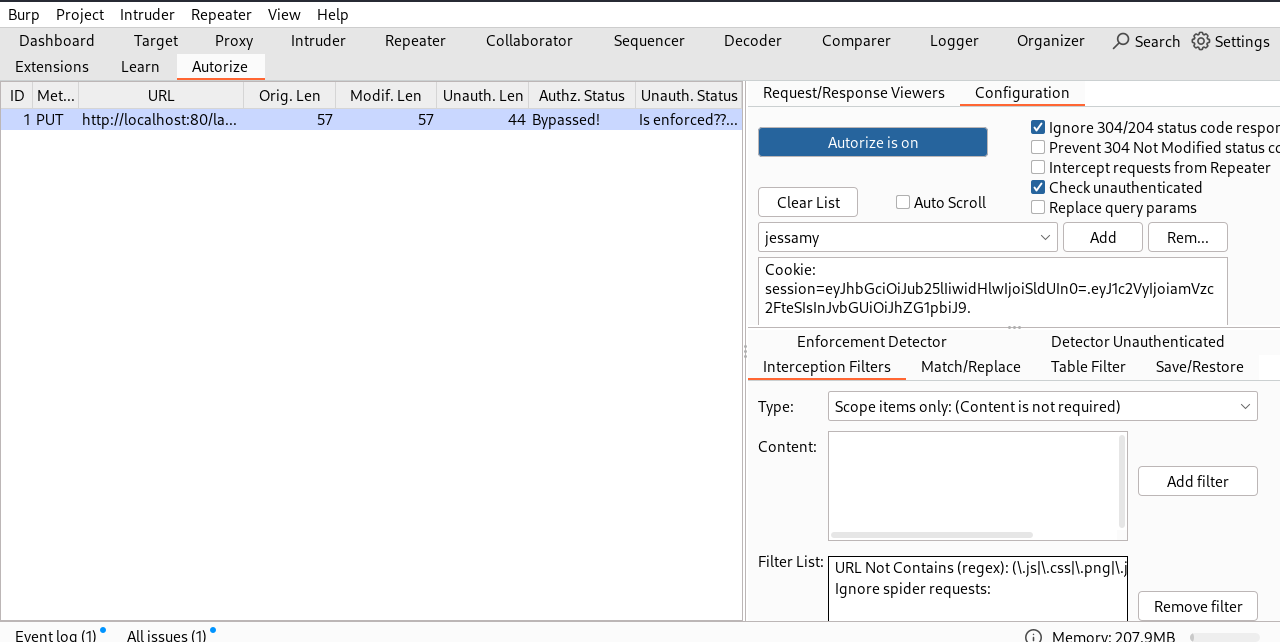 Burp Project Intruder Repeater View Help
Dashboard Target Proxy Intruder Repeater Collaborator Sequencer Decoder Comparer Logger Organizer Search Settings
Extensions Learn Autorize
ID Met... URL Orig. Len Modif. Len Unauth. Len Authz. Status Unauth. Status
1 PUT http://localhost:80/la... 57 57 44 Bypassed! Is enforced??...
Request/Response Viewers Configuration
Autorize is on
Ignore 304/204 status code respor
Prevent 304 Not Modified status co
Intercept requests from Repeater
Check unauthenticated
Replace query params
Clear List Auto Scroll
jessamy Add Rem...
Cookie:
session=eyJhbGciOiJub25lIiwidHlwIjoiSldUIn0=.eyJ1c2VyIjoiamVzc
2FteSIsInJvbGUiOiJhZG1pbiJ9.
Enforcement Detector Detector Unauthenticated
Interception Filters Match/Replace Table Filter Save/Restore
Type: Scope items only: (Content is not required)
Content:
Add filter
Filter List: URL Not Contains (regex): (\.js|\.css|\.png|\.j
Ignore spider requests:
Remove filter
Event log (1) All issues (1) Memory: 207.9MB